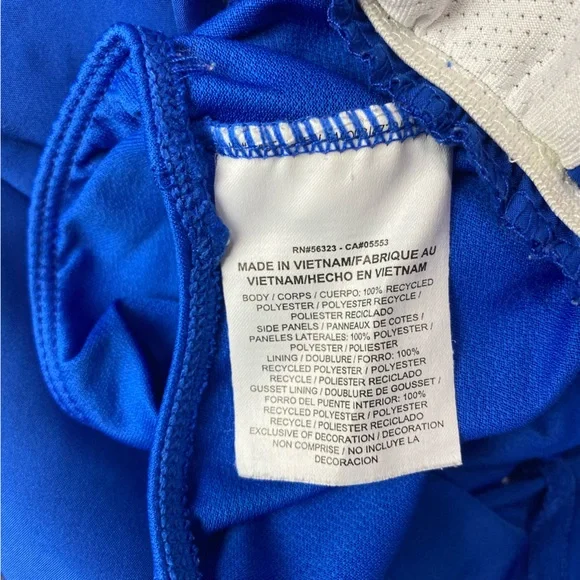 RN#56323 - CA#05553
MADE IN VIETNAM/FABRIQUE AU
VIETNAM/HECHO EN VIETNAM
BODY / CORPS / CUERPO: 100% RECYCLED
POLYESTER / POLYESTER RECYCLE /
POLIESTER RECICLADO
SIDE PANELS / PANNEAUX DE COTES /
PANELES LATERALES: 100% POLYESTER /
POLYESTER / POLIESTER
LINING / DOUBLURE / FORRO: 100%
RECYCLED POLYESTER / POLYESTER
RECYCLE / POLIESTER RECICLADO
GUSSET LINING / DOUBLURE DE GOUSSET /
FORRO DEL PUENTE INTERIOR: 100%
RECYCLED POLYESTER / POLYESTER
RECYCLE / POLIESTER RECICLADO
EXCLUSIVE OF DECORATION / DECORATION
NON COMPRISE / NO INCLUYE LA
DECORACION